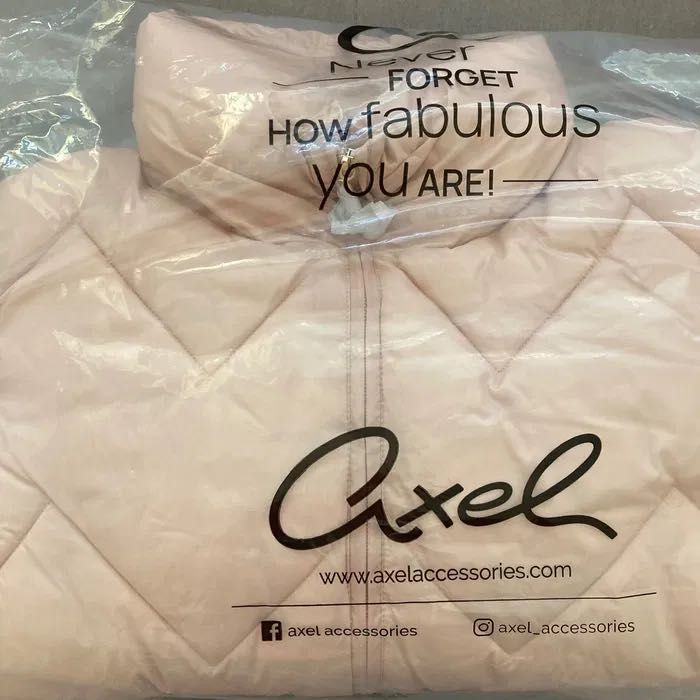 Never
FORGET
HOW fabulous
you ARE!
axel
www.axelaccessories.com
axel accessories
axel_accessories